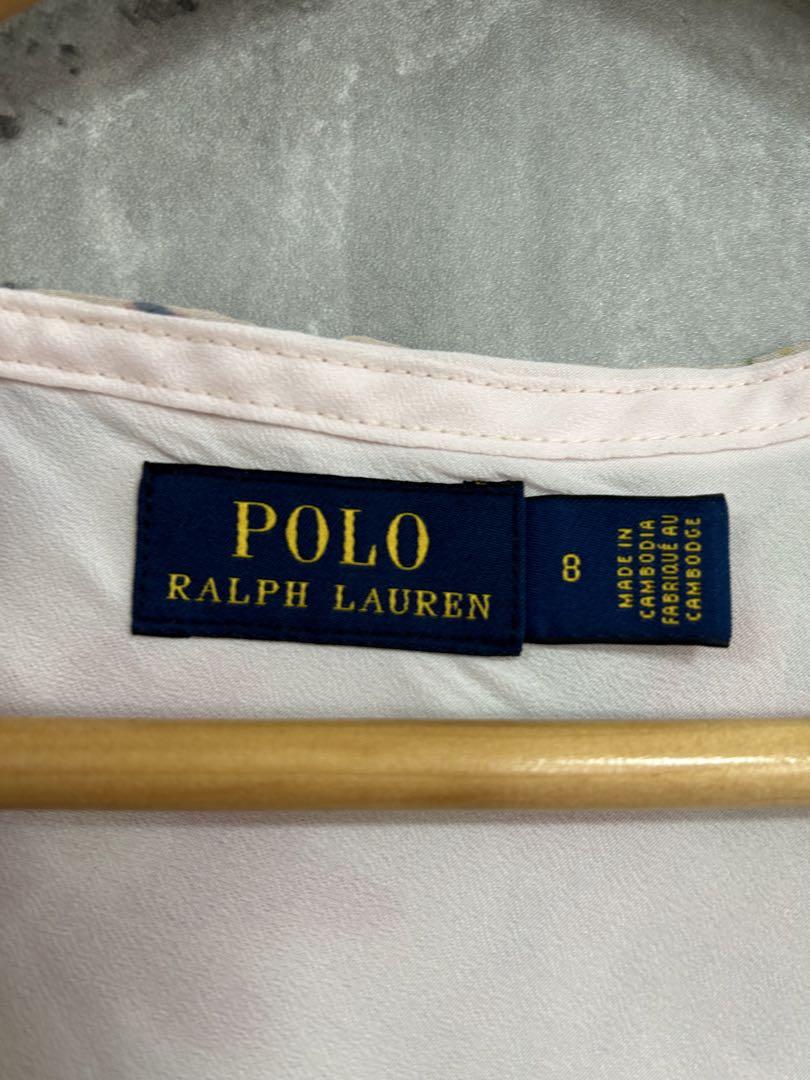 POLO
RALPH LAUREN
8
MADE IN
CAMBODIA
FABRIQUÉ AU
CAMBODGE